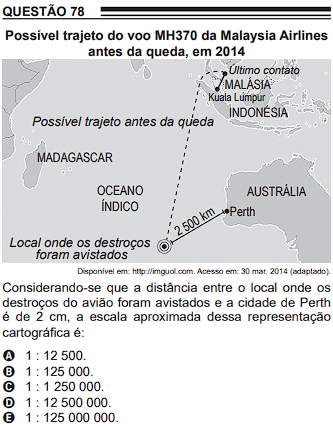 QUESTÃO 78
Possível trajeto do voo MH370 da Malaysia Airlines
antes da queda, em 2014
Último contato
MALÁSIA
Kuala Lumpur
INDONÉSIA
Possível trajeto antes da queda
MADAGASCAR
OCEANO
ÍNDICO
AUSTRÁLIA
2 500 km
Perth
Local onde os destroços
foram avistados
Disponível em: http://imguol.com. Acesso em: 30 mar. 2014 (adaptado).
Considerando-se que a distância entre o local onde os
destroços do avião foram avistados e a cidade de Perth
é de 2 cm, a escala aproximada dessa representação
cartográfica é:
A 1 : 12 500.
B 1 : 125 000.
C 1 : 1 250 000.
D 1 : 12 500 000.
E 1 : 125 000 000.